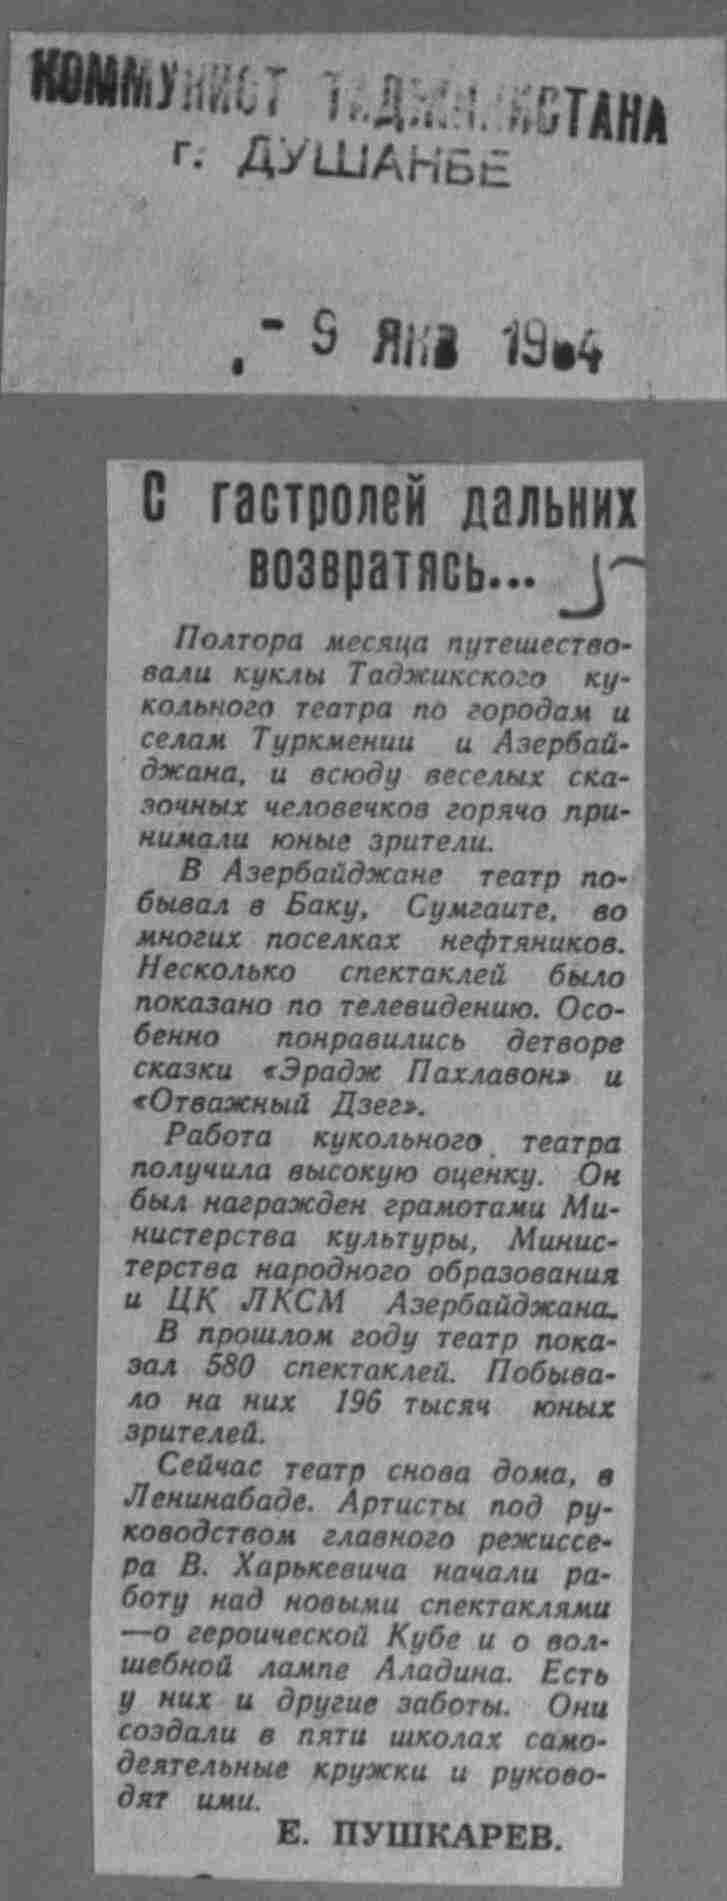 КОММУНИСТ ТАДЖИКИСТАНА
г. ДУШАНБЕ
- 9 ЯНВ 1964
С гастролей дальних
возвратясь...
Полтора месяца путешество-
вали куклы Таджикского ку-
кольного театра по городам и
селам Туркмении и Азербай-
джана, и всюду веселых ска-
зочных человечков горячо при-
нимали юные зрители.
В Азербайджане театр по-
бывал в Баку, Сумгаите, во
многих поселках нефтяников.
Несколько спектаклей было
показано по телевидению. Осо-
бенно понравились детворе
сказки «Эрадж Пахлавон» и
«Отважный Дзег».
Работа кукольного театра
получила высокую оценку. Он
был награжден грамотами Ми-
нистерства культуры, Минис-
терства народного образования
и ЦК ЛКСМ Азербайджана.
В прошлом году театр пока-
зал 580 спектаклей. Побыва-
ло на них 196 тысяч юных
зрителей.
Сейчас театр снова дома, в
Ленинабаде. Артисты под ру-
ководством главного режиссе-
ра В. Харькевича начали ра-
боту над новыми спектаклями
—о героической Кубе и о вол-
шебной лампе Аладина. Есть
у них и другие заботы. Они
создали в пяти школах само-
деятельные кружки и руково-
дят ими.
Е. ПУШКАРЕВ.